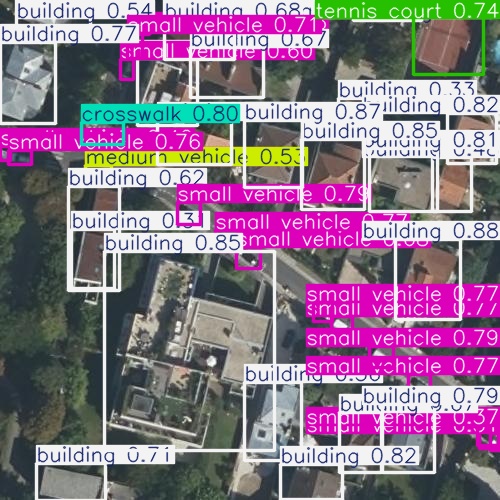 building 0.54
building 0.68
tennis court 0.74
small vehicle 0.71
building 0.77
building 0.67
small vehicle 0.60
building 0.33
building 0.82
crosswalk 0.80
building 0.87
building 0.85
small vehicle 0.76
0.81
medium vehicle 0.53
building 0.62
small vehicle 0.79
small vehicle 0.77
building 0.88
building 0.85
small vehicle 0.68
small vehicle 0.77
small vehicle 0.79
small vehicle 0.77
building
building 0.79
small vehicle 0.37
building 0.71
building 0.82